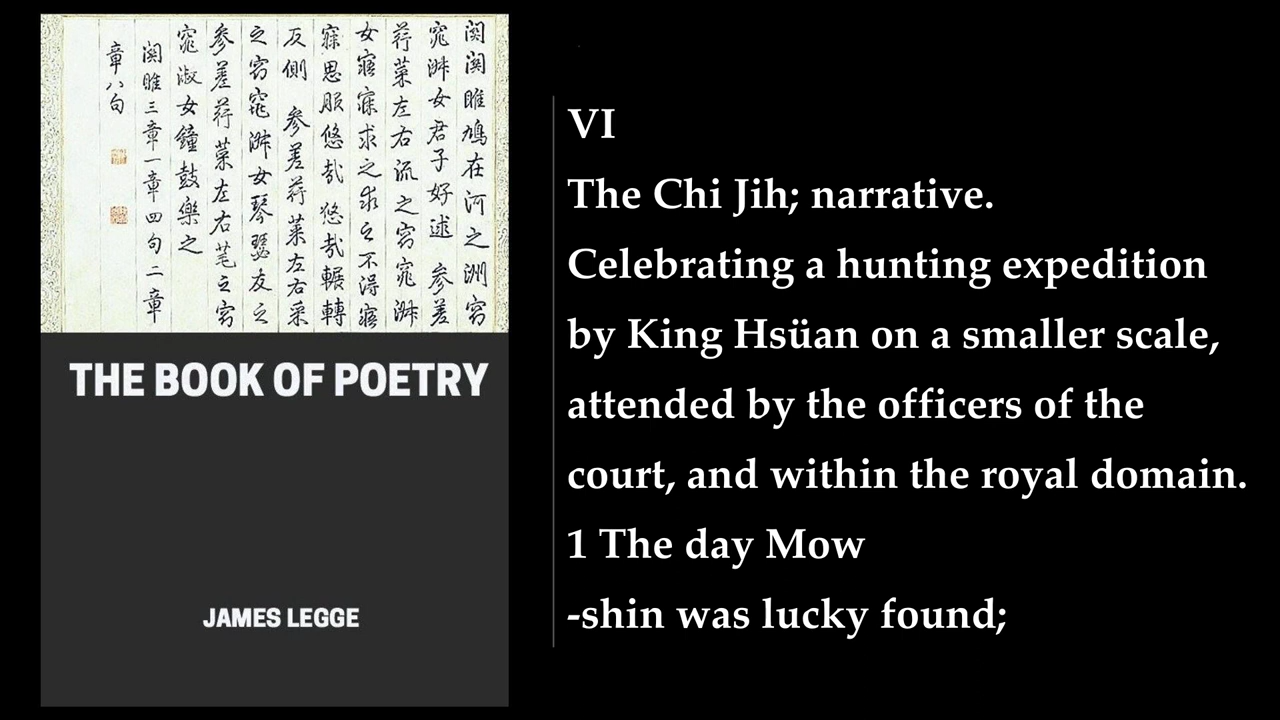 關關雎鳩在河之洲窈
窕淑女君子好逑 參差
荇菜左右流之窈窕淑
女寤寐求之求之不得寤
寐思服悠哉悠哉輾轉
反側 參差荇菜左右采
之窈窕淑女琴瑟友之
參差荇菜左右芼之窈
窕淑女鐘鼓樂之
關雎三章一章四句二章
章八句
THE BOOK OF POETRY
JAMES LEGGE
VI
The Chi Jih; narrative.
Celebrating a hunting expedition
by King Hsüan on a smaller scale,
attended by the officers of the
court, and within the royal domain.
1 The day Mow
-shin was lucky found;